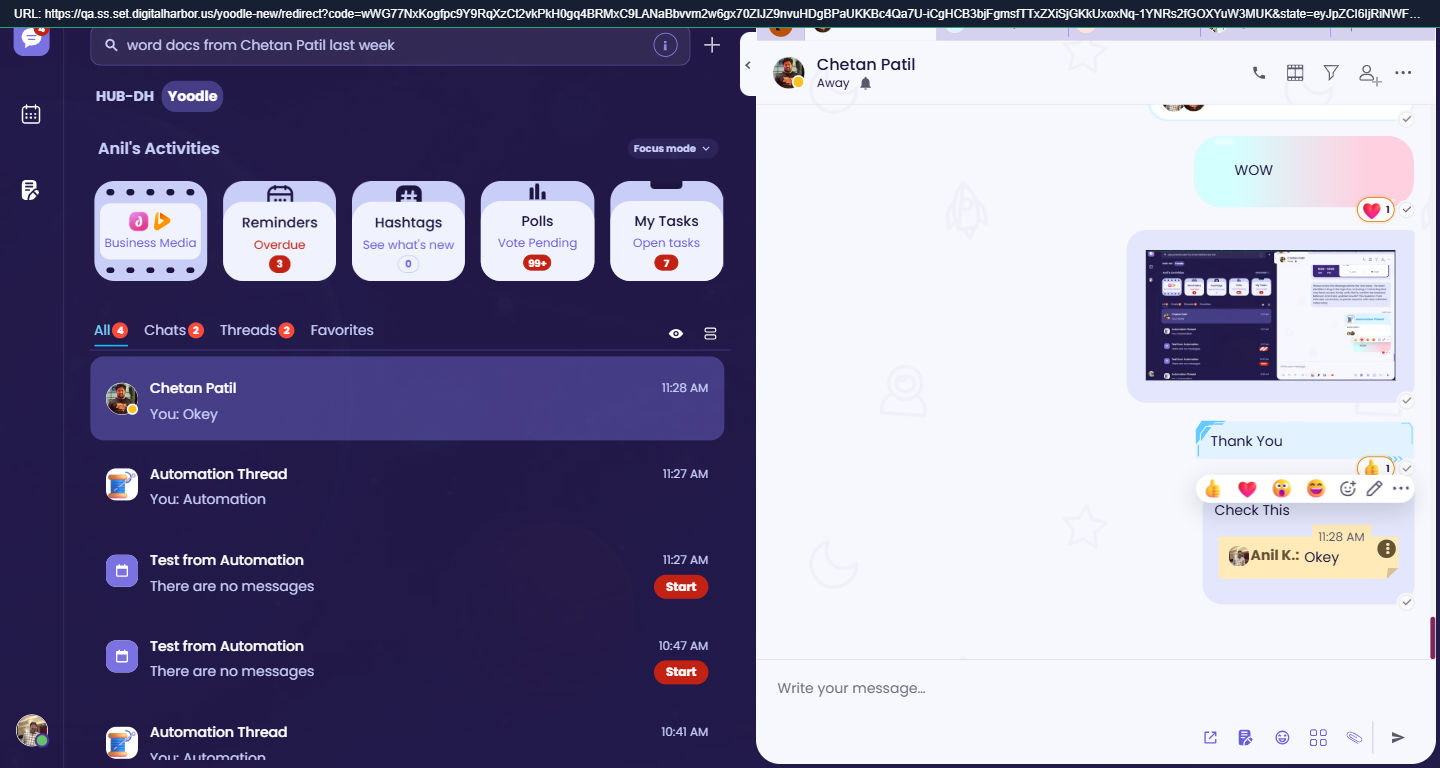 URL: https://qa.ss.set.digitalharbor.us/yoodle-new/redirect?code=
word docs from Chetan Patil last week
HUB-DH Yoodle
Anil's Activities
Focus mode
Business Media
Reminders
Overdue
3
Hashtags
See what's new
0
Polls
Vote Pending
99+
My Tasks
Open tasks
7
All 4 Chats 2 Threads 2 Favorites
Chetan Patil 11:28 AM
You: Okey
Automation Thread 11:27 AM
You: Automation
Test from Automation 11:27 AM
There are no messages Start
Test from Automation 10:47 AM
There are no messages Start
Automation Thread 10:41 AM
You: Automation
Chetan Patil
Away
WOW
1
Thank You
1
Check This
11:28 AM
Anil K.: Okey
Write your message...